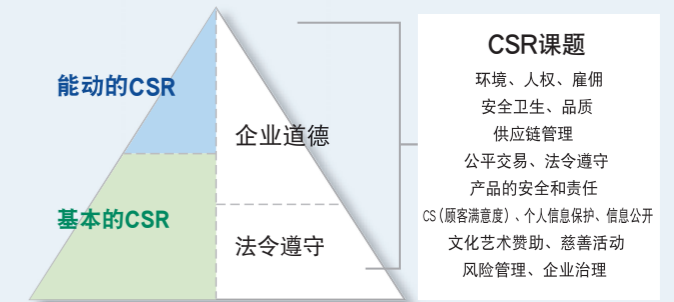 能动的CSR
基本的CSR
企业道德
法令遵守
CSR课题
环境、人权、雇佣
安全卫生、品质
供应链管理
公平交易、法令遵守
产品的安全和责任
CS(顾客满意度)、个人信息保护、信息公开
文化艺术赞助、慈善活动
风险管理、企业治理